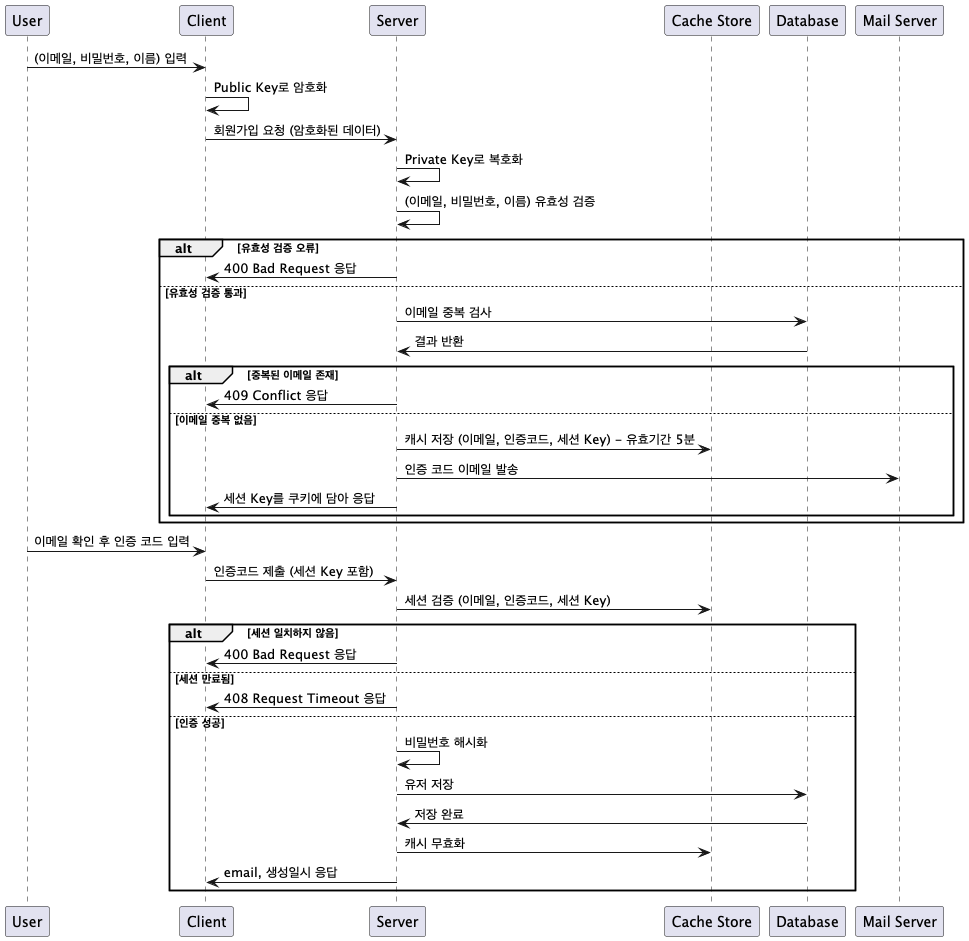 User Client Server Cache Store Database Mail Server
(이메일, 비밀번호, 이름) 입력
Public Key로 암호화
회원가입 요청 (암호화된 데이터)
Private Key로 복호화
(이메일, 비밀번호, 이름) 유효성 검증
alt [유효성 검증 오류]
400 Bad Request 응답
[유효성 검증 통과]
이메일 중복 검사
결과 반환
alt [중복된 이메일 존재]
409 Conflict 응답
[이메일 중복 없음]
캐시 저장 (이메일, 인증코드, 세션 Key) – 유효기간 5분
인증 코드 이메일 발송
세션 Key를 쿠키에 담아 응답
이메일 확인 후 인증 코드 입력
인증코드 제출 (세션 Key 포함)
세션 검증 (이메일, 인증코드, 세션 Key)
alt [세션 일치하지 않음]
400 Bad Request 응답
[세션 만료됨]
408 Request Timeout 응답
[인증 성공]
비밀번호 해시화
유저 저장
저장 완료
캐시 무효화
email, 생성일시 응답
User Client Server Cache Store Database Mail Server